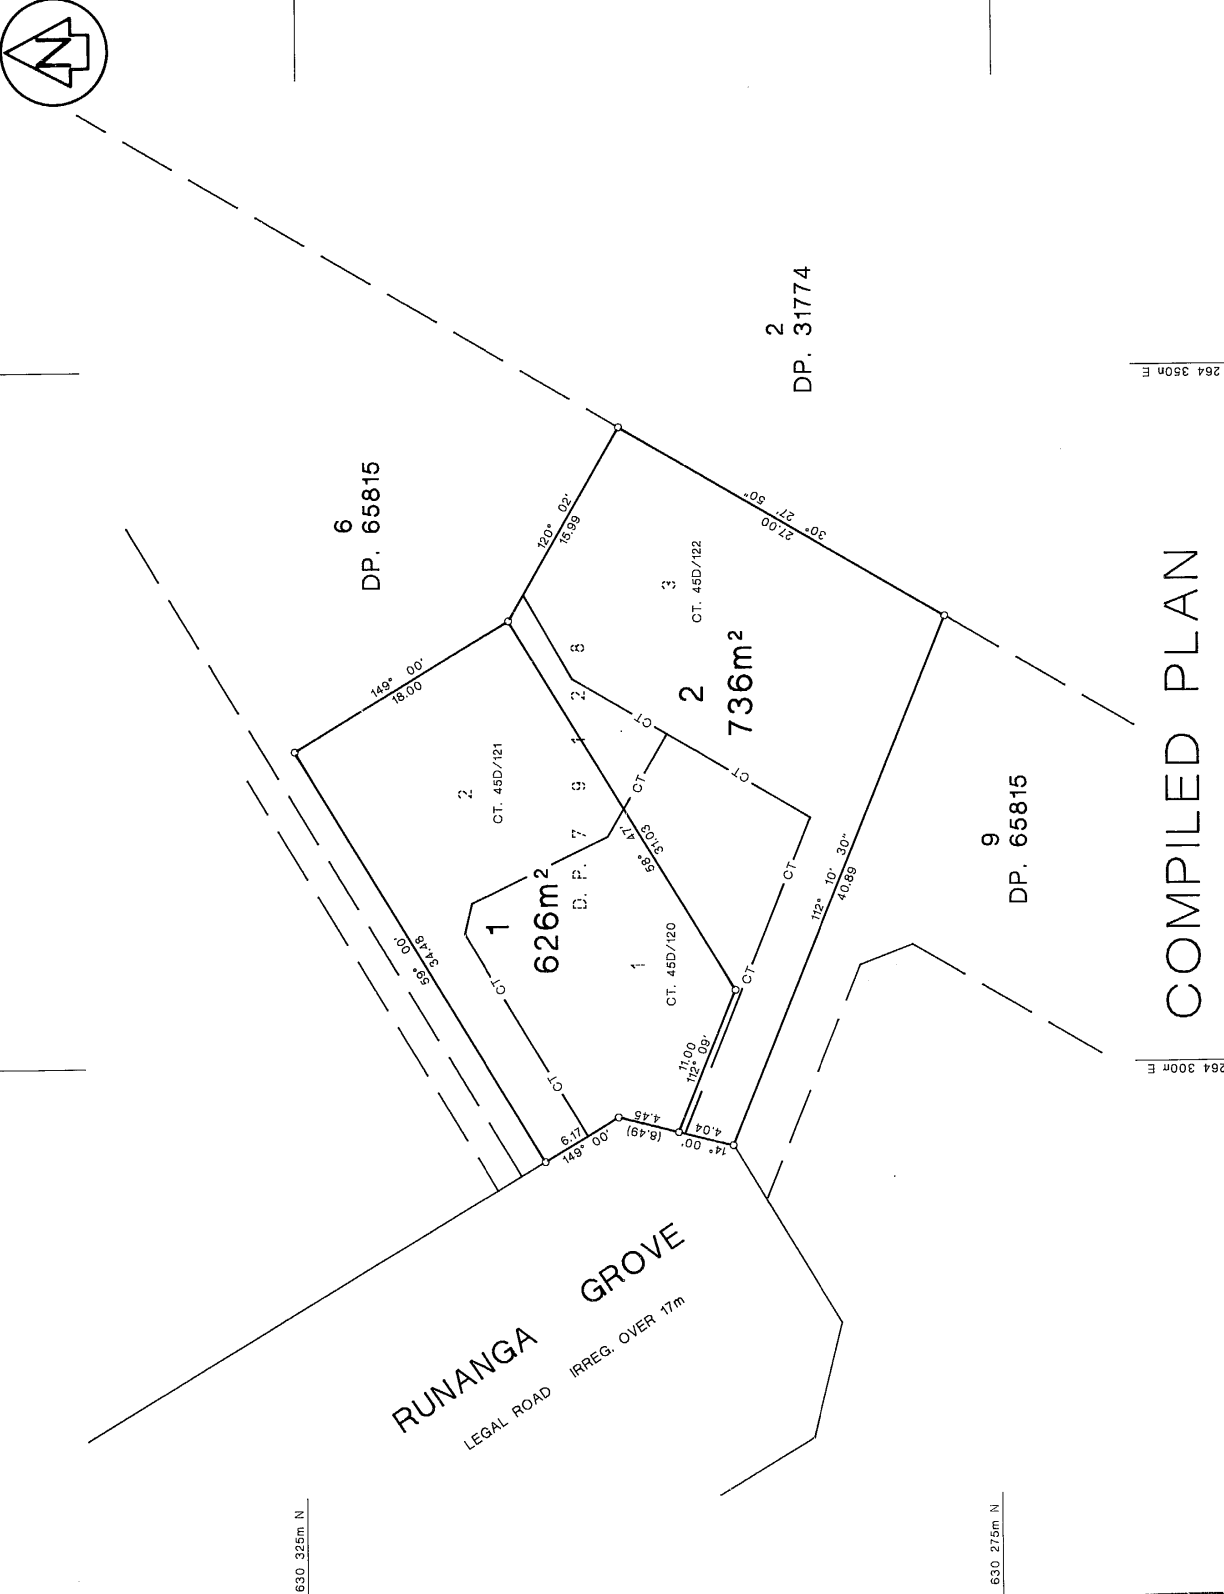 N
2
DP. 31774
264 350m E
6
DP. 65815
120° 02'
15.99
30° 27' 50"
27.00
149° 00'
18.00
3
CT. 45D/122
2
736m²
2
CT. 45D/121
D. P. 7 9 1 2 8
CT
CT
CT
58° 47'
31.03
59° 00'
34.48
1
626m²
1
CT. 45D/120
CT
CT
CT
CT
112° 10' 30"
40.89
9
DP. 65815
11.00
112° 09'
6.17
149° 00'
4.45
(8.49)
4.04
14° 00'
264 300m E
RUNANGA GROVE
LEGAL ROAD IRREG. OVER 17m
630 325m N
630 275m N
COMPILED PLAN